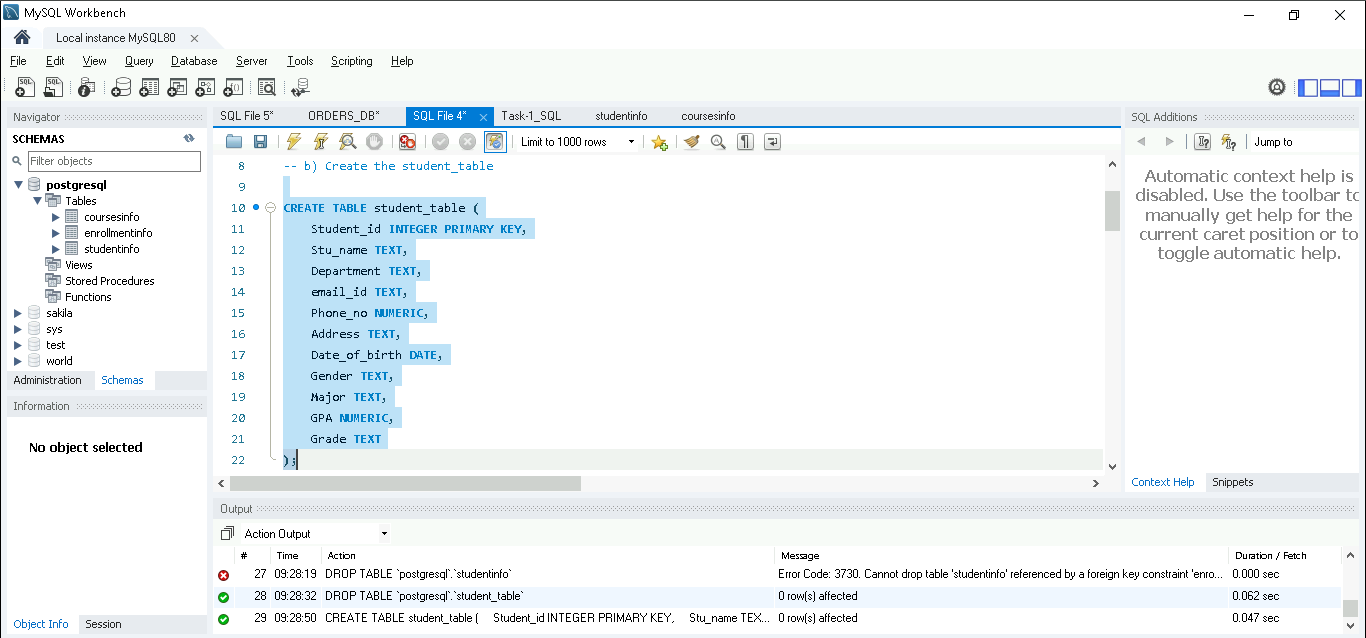 MySQL Workbench
Local instance MySQL80
File Edit View Query Database Server Tools Scripting Help
Navigator
SCHEMAS
Filter objects
postgresql
Tables
coursesinfo
enrollmentinfo
studentinfo
Views
Stored Procedures
Functions
sakila
sys
test
world
Administration Schemas
Information
No object selected
Object Info Session
SQL File 5* ORDERS_DB* SQL File 4* Task-1_SQL studentinfo coursesinfo
Limit to 1000 rows
8 -- b) Create the student_table
9
10 CREATE TABLE student_table (
11 Student_id INTEGER PRIMARY KEY,
12 Stu_name TEXT,
13 Department TEXT,
14 email_id TEXT,
15 Phone_no NUMERIC,
16 Address TEXT,
17 Date_of_birth DATE,
18 Gender TEXT,
19 Major TEXT,
20 GPA NUMERIC,
21 Grade TEXT
22 );
SQL Additions
Jump to
Automatic context help is
disabled. Use the toolbar to
manually get help for the
current caret position or to
toggle automatic help.
Context Help Snippets
Output
Action Output
# Time Action Message Duration / Fetch
27 09:28:19 DROP TABLE `postgresql`.`studentinfo` Error Code: 3730. Cannot drop table 'studentinfo' referenced by a foreign key constraint 'enro... 0.000 sec
28 09:28:32 DROP TABLE `postgresql`.`student_table` 0 row(s) affected 0.062 sec
29 09:28:50 CREATE TABLE student_table ( Student_id INTEGER PRIMARY KEY, Stu_name TEX... 0 row(s) affected 0.047 sec